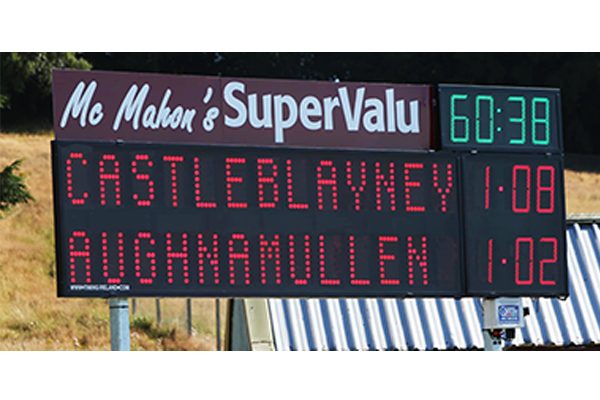 Mc Mahon's SuperValu 60:38
CASTLEBLAYNEY 1·08
AUGHNAMULLEN 1·02